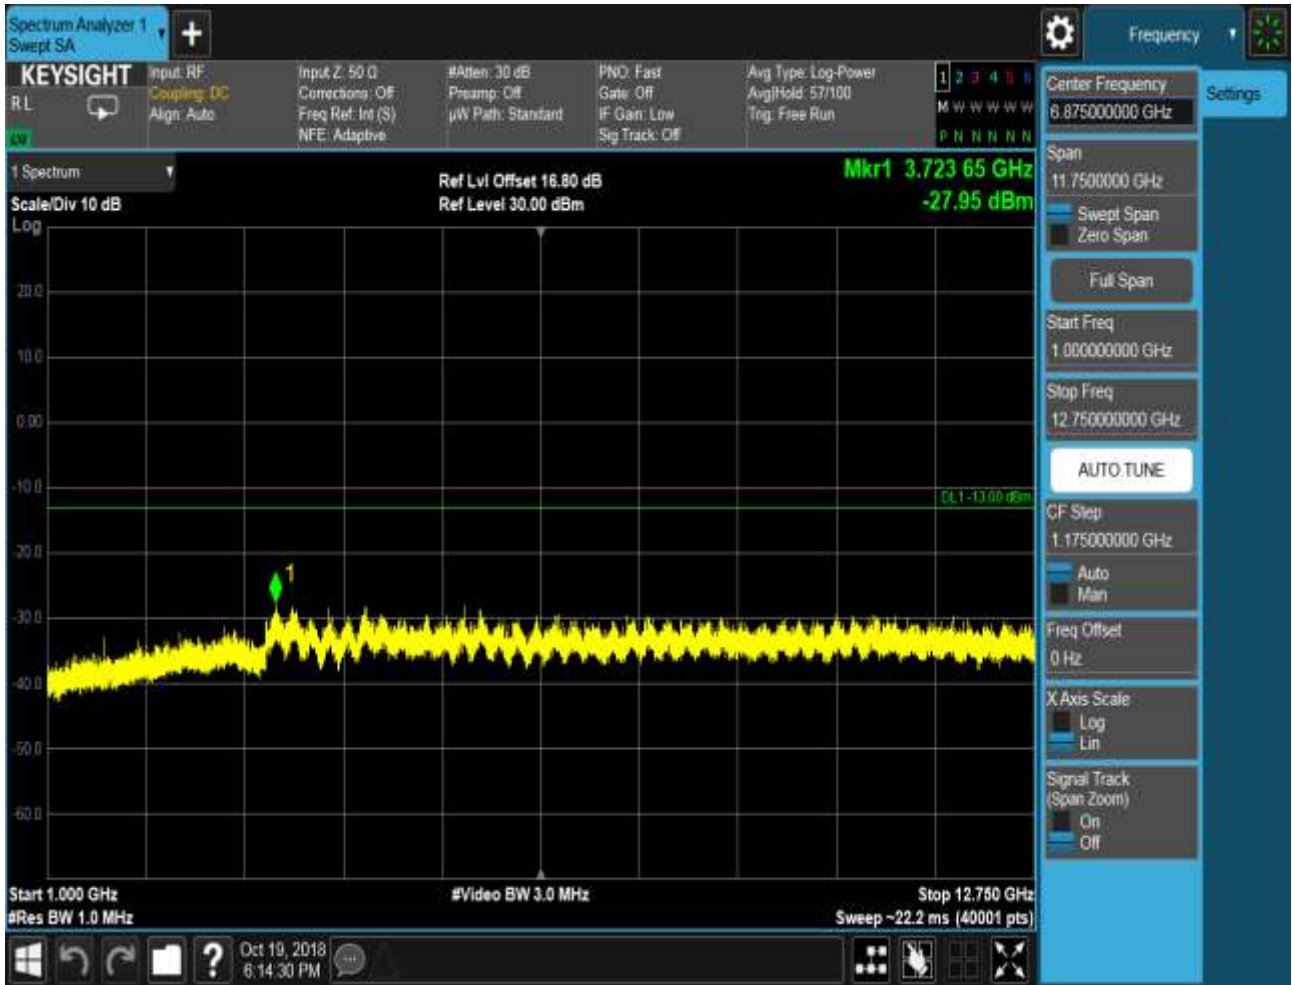 Spectrum Analyzer 1
Swept SA
Frequency
KEYSIGHT
RL
Input: RF
Coupling: DC
Align: Auto
Input Z: 50 Ω
Corrections: Off
Freq Ref: Int (S)
NFE: Adaptive
#Atten: 30 dB
Preamp: Off
µW Path: Standard
PNO: Fast
Gate: Off
IF Gain: Low
Sig Track: Off
Avg Type: Log-Power
Avg|Hold: 57/100
Trig: Free Run
1 2 3 4 5 6
M W W W W W
P N N N N N
1 Spectrum
Scale/Div 10 dB
Log
Ref Lvl Offset 16.80 dB
Ref Level 30.00 dBm
Mkr1 3.723 65 GHz
-27.95 dBm
20.0
10.0
0.00
-10.0
DL1 -13.00 dBm
-20.0
1
-30.0
-40.0
-50.0
-60.0
Start 1.000 GHz
#Res BW 1.0 MHz
#Video BW 3.0 MHz
Stop 12.750 GHz
Sweep ~22.2 ms (40001 pts)
Oct 19, 2018
6:14:30 PM
?
Settings
Center Frequency
6.875000000 GHz
Span
11.7500000 GHz
Swept Span
Zero Span
Full Span
Start Freq
1.000000000 GHz
Stop Freq
12.750000000 GHz
AUTO TUNE
CF Step
1.175000000 GHz
Auto
Man
Freq Offset
0 Hz
X Axis Scale
Log
Lin
Signal Track
(Span Zoom)
On
Off